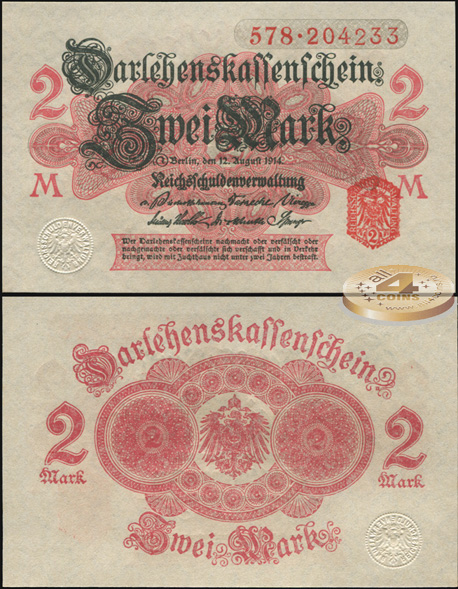 578·204233
Darlehenskassenschein
2
2
Zwei Mark
Berlin, den 12. August 1914.
M
M
Reichsschuldenverwaltung
2
Wer Darlehenskassenscheine nachmacht oder verfälscht oder
nachgemachte oder verfälschte sich verschafft und in Verkehr
bringt, wird mit Zuchthaus nicht unter zwei Jahren bestraft.
all
4
COINS
Darlehenskassenschein
2
2
Mark
Mark
Zwei Mark